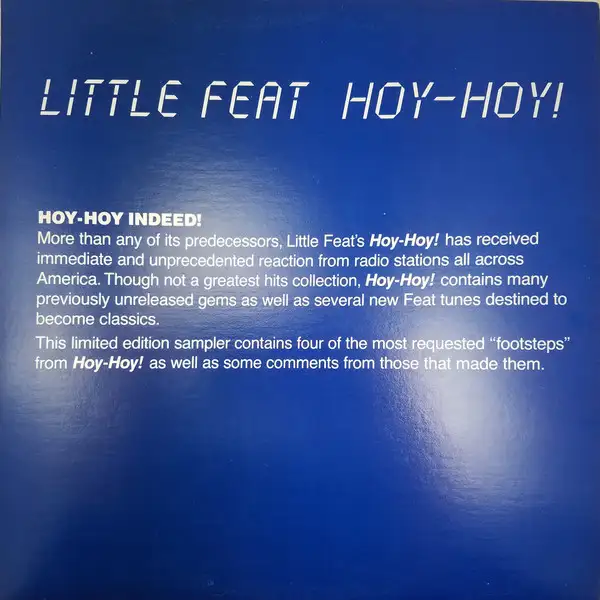 LITTLE FEAT HOY-HOY!
HOY-HOY INDEED!
More than any of its predecessors, Little Feat's Hoy-Hoy! has received
immediate and unprecedented reaction from radio stations all across
America. Though not a greatest hits collection, Hoy-Hoy! contains many
previously unreleased gems as well as several new Feat tunes destined to
become classics.
This limited edition sampler contains four of the most requested "footsteps"
from Hoy-Hoy! as well as some comments from those that made them.